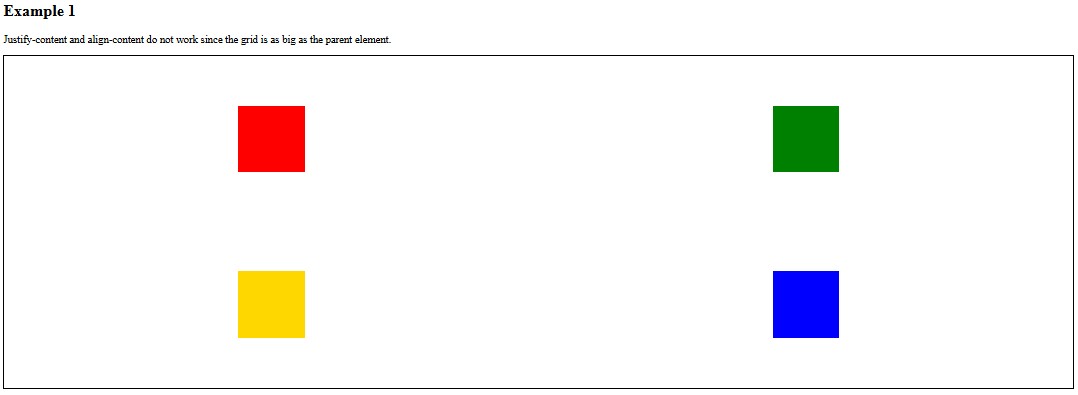 Example 1
Justify-content and align-content do not work since the grid is as big as the parent element.